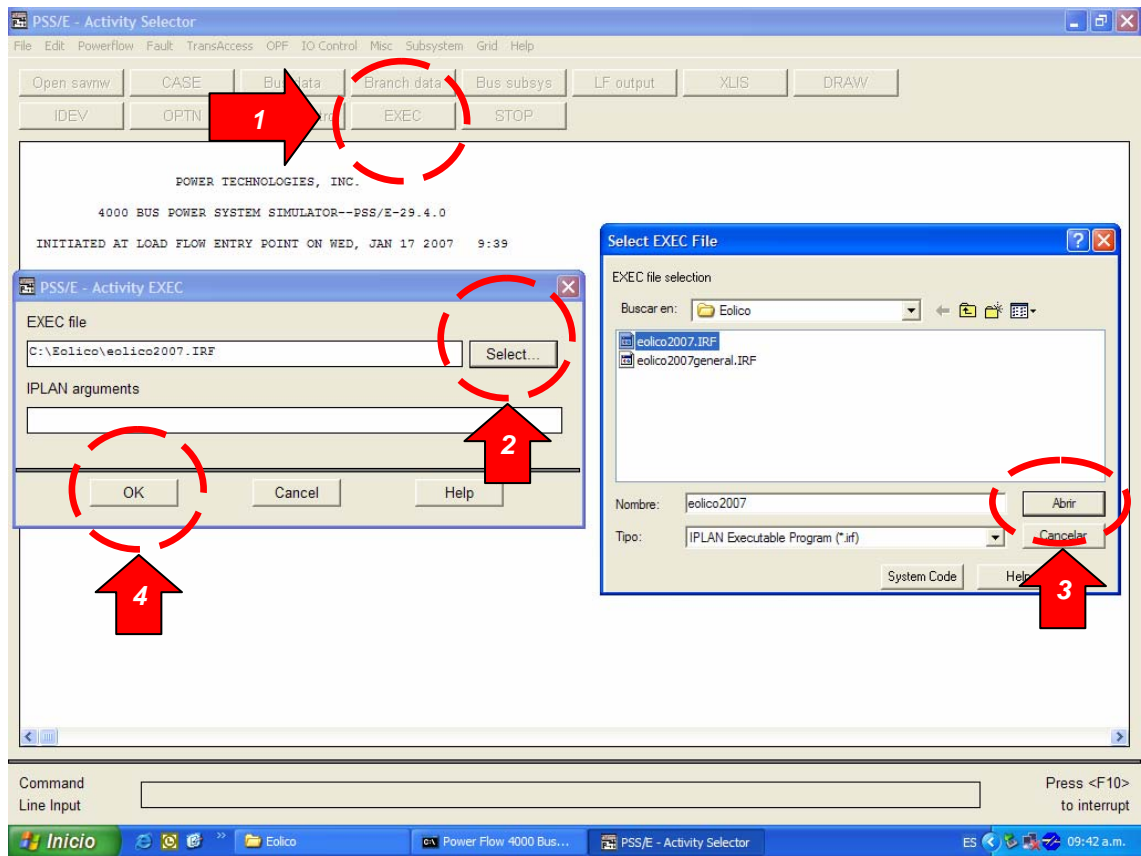 PSS/E - Activity Selector
File Edit Powerflow Fault TransAccess OPF IO Control Misc Subsystem Grid Help
Open savnw CASE Bus data Branch data Bus subsys LF output XLIS DRAW
IDEV OPTN EXEC STOP
1
POWER TECHNOLOGIES, INC.
4000 BUS POWER SYSTEM SIMULATOR--PSS/E-29.4.0
INITIATED AT LOAD FLOW ENTRY POINT ON WED, JAN 17 2007 9:39
PSS/E - Activity EXEC
EXEC file
C:\Eolico\eolico2007.IRF
Select...
IPLAN arguments
2
OK Cancel Help
4
Select EXEC File
EXEC file selection
Buscar en: Eolico
eolico2007.IRF
eolico2007general.IRF
Nombre: eolico2007 Abrir
Tipo: IPLAN Executable Program (*.irf) Cancelar
System Code Help
3
Command
Line Input
Press <F10>
to interrupt
Inicio Eolico Power Flow 4000 Bus... PSS/E - Activity Selector ES 09:42 a.m.